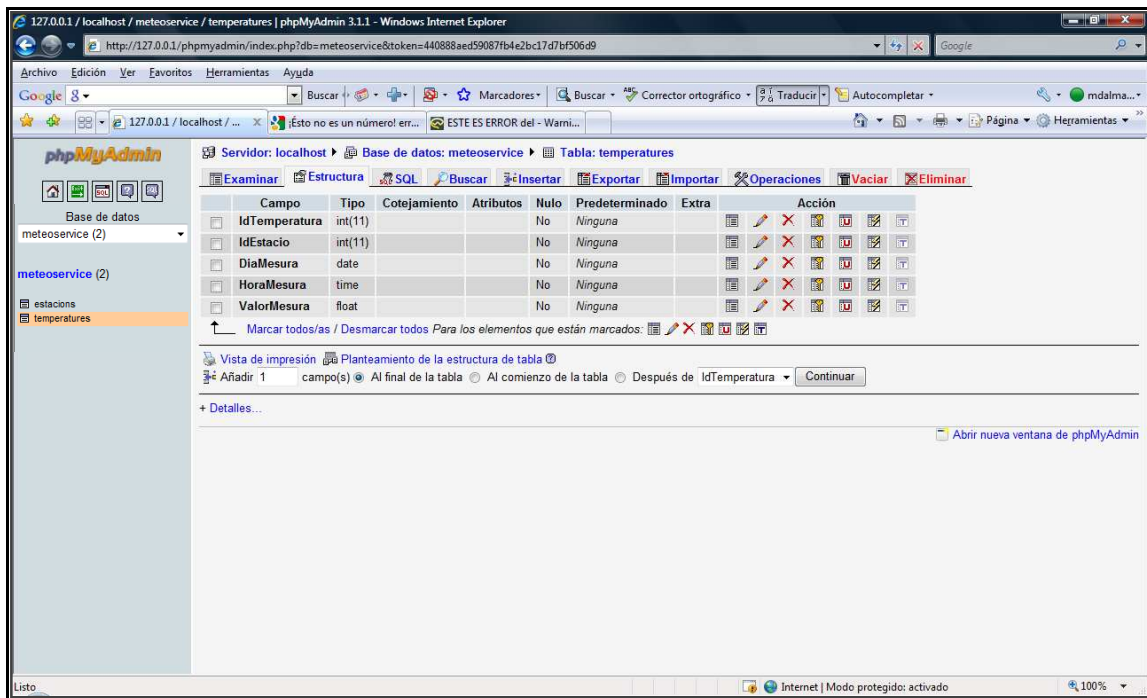 127.0.0.1 / localhost / meteoservice / temperatures | phpMyAdmin 3.1.1 - Windows Internet Explorer
http://127.0.0.1/phpmyadmin/index.php?db=meteoservice&token=440888aed59087fb4e2bc17d7bf506d9
Google
Archivo Edición Ver Favoritos Herramientas Ayuda
Google Buscar Marcadores Buscar Corrector ortográfico Traducir Autocompletar mdalma...
127.0.0.1 / localhost / ... ¡Ésto no es un número! err... ESTE ES ERROR del - Warni... Página Herramientas
phpMyAdmin
Base de datos
meteoservice (2)
meteoservice (2)
estacions
temperatures
Servidor: localhost Base de datos: meteoservice Tabla: temperatures
Examinar Estructura SQL Buscar Insertar Exportar Importar Operaciones Vaciar Eliminar
Campo Tipo Cotejamiento Atributos Nulo Predeterminado Extra Acción
IdTemperatura int(11) No Ninguna
IdEstacio int(11) No Ninguna
DiaMesura date No Ninguna
HoraMesura time No Ninguna
ValorMesura float No Ninguna
Marcar todos/as / Desmarcar todos Para los elementos que están marcados:
Vista de impresión Planteamiento de la estructura de tabla
Añadir 1 campo(s) Al final de la tabla Al comienzo de la tabla Después de IdTemperatura Continuar
+ Detalles...
Abrir nueva ventana de phpMyAdmin
Listo Internet | Modo protegido: activado 100%